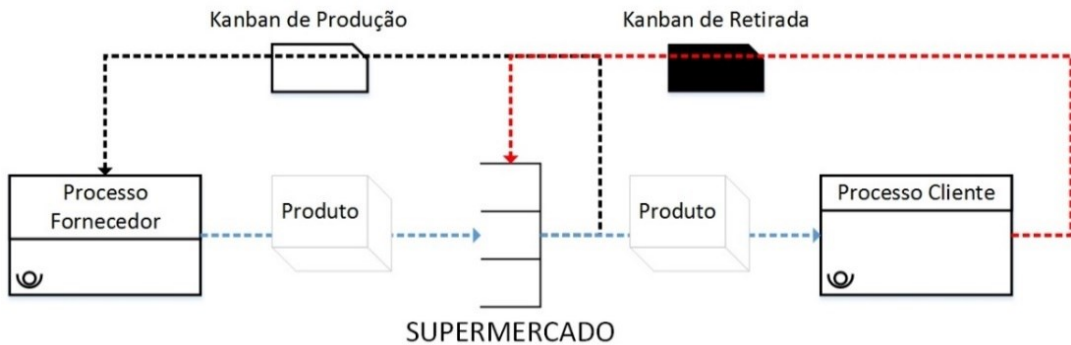 Kanban de Produção
Kanban de Retirada
Processo
Fornecedor
Produto
Produto
Processo Cliente
SUPERMERCADO